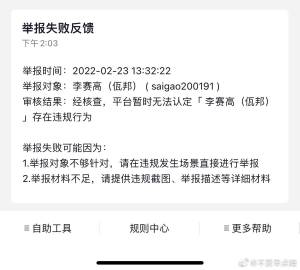 举报失败反馈
下午2:03
举报时间：2022-02-23 13:32:22
举报对象：李赛高（佤邦）（saigao200191）
审核结果：经核查，平台暂时无法认定「李赛高（佤邦）
」存在违规行为
举报失败可能因为：
1.举报对象不够针对，请在违规发生场景直接进行举报
2.举报材料不足，请提供违规截图、举报描述等详细材料
自助工具
规则中心
更多帮助